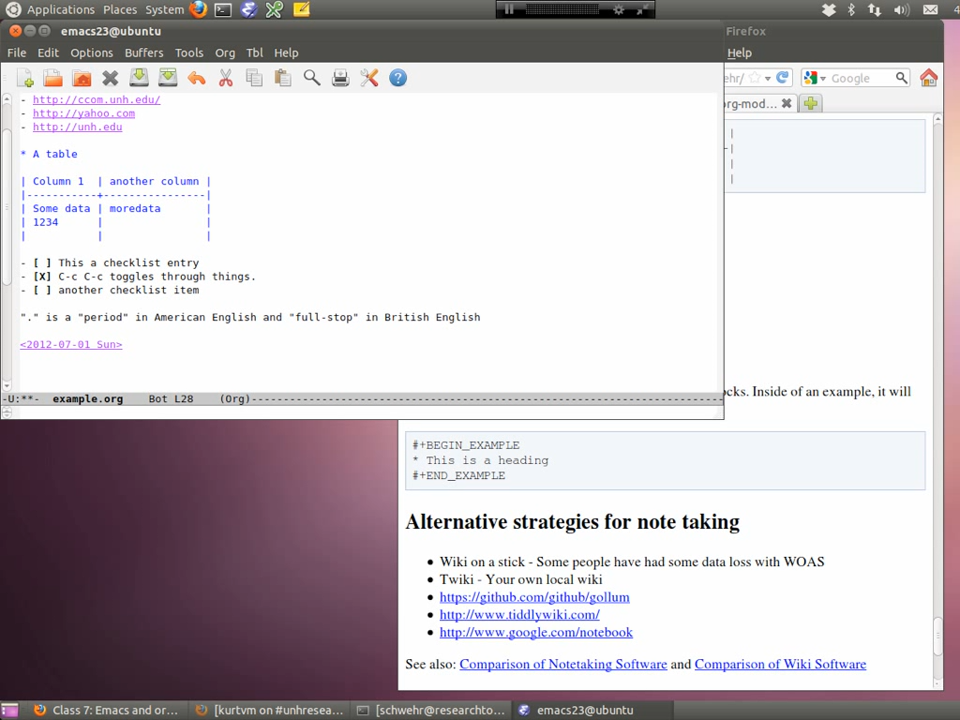 Applications Places System
4
emacs23@ubuntu
Firefox
File Edit Options Buffers Tools Org Tbl Help
Help
ehr/
Google
org-mod...
- http://ccom.unh.edu/
- http://yahoo.com
- http://unh.edu
* A table
| Column 1 | another column |
|-----------+----------------|
| Some data | moredata |
| 1234 | |
| | |
- [ ] This a checklist entry
- [X] C-c C-c toggles through things.
- [ ] another checklist item
"." is a "period" in American English and "full-stop" in British English
<2012-07-01 Sun>
-U:**- example.org Bot L28 (Org)
ocks. Inside of an example, it will
#+BEGIN_EXAMPLE
* This is a heading
#+END_EXAMPLE
Alternative strategies for note taking
Wiki on a stick - Some people have had some data loss with WOAS
Twiki - Your own local wiki
https://github.com/github/gollum
http://www.tiddlywiki.com/
http://www.google.com/notebook
See also: Comparison of Notetaking Software and Comparison of Wiki Software
Class 7: Emacs and or...
[kurtvm on #unhresea...
[schwehr@researchto...
emacs23@ubuntu